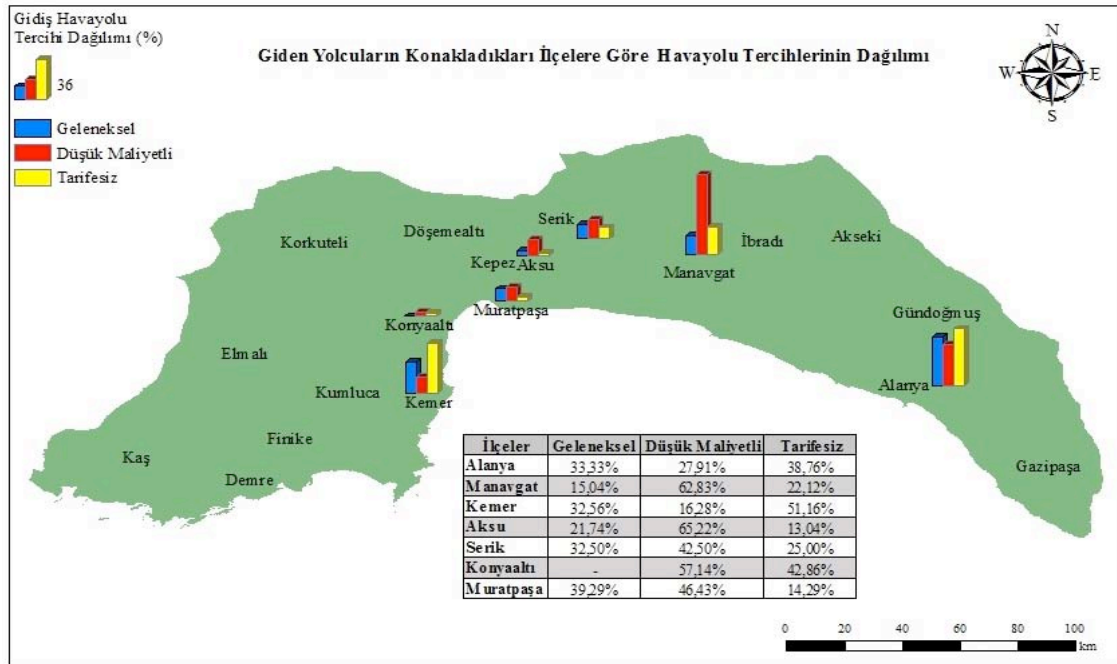 Gidiş Havayolu
Tercihi Dağılımı (%)
36
Geleneksel
Düşük Maliyetli
Tarifesiz
Giden Yolcuların Konakladıkları İlçelere Göre Havayolu Tercihlerinin Dağılımı
N
W E
S
Korkuteli
Döşemealtı
Serik
Kepez
Aksu
Manavgat
İbradı
Akseki
Muratpaşa
Konyaaltı
Gündoğmuş
Elmalı
Kumluca
Kemer
Alanya
Kaş
Finike
Demre
Gazipaşa
İlçeler Geleneksel Düşük Maliyetli Tarifesiz
Alanya 33,33% 27,91% 38,76%
Manavgat 15,04% 62,83% 22,12%
Kemer 32,56% 16,28% 51,16%
Aksu 21,74% 65,22% 13,04%
Serik 32,50% 42,50% 25,00%
Konyaaltı - 57,14% 42,86%
Muratpaşa 39,29% 46,43% 14,29%
0 20 40 60 80 100
km